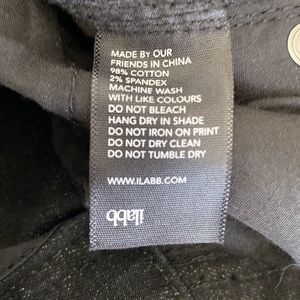 MADE BY OUR
FRIENDS IN CHINA
98% COTTON
2% SPANDEX
MACHINE WASH
WITH LIKE COLOURS
DO NOT BLEACH
HANG DRY IN SHADE
DO NOT IRON ON PRINT
DO NOT DRY CLEAN
DO NOT TUMBLE DRY
WWW.ILABB.COM
ilabb